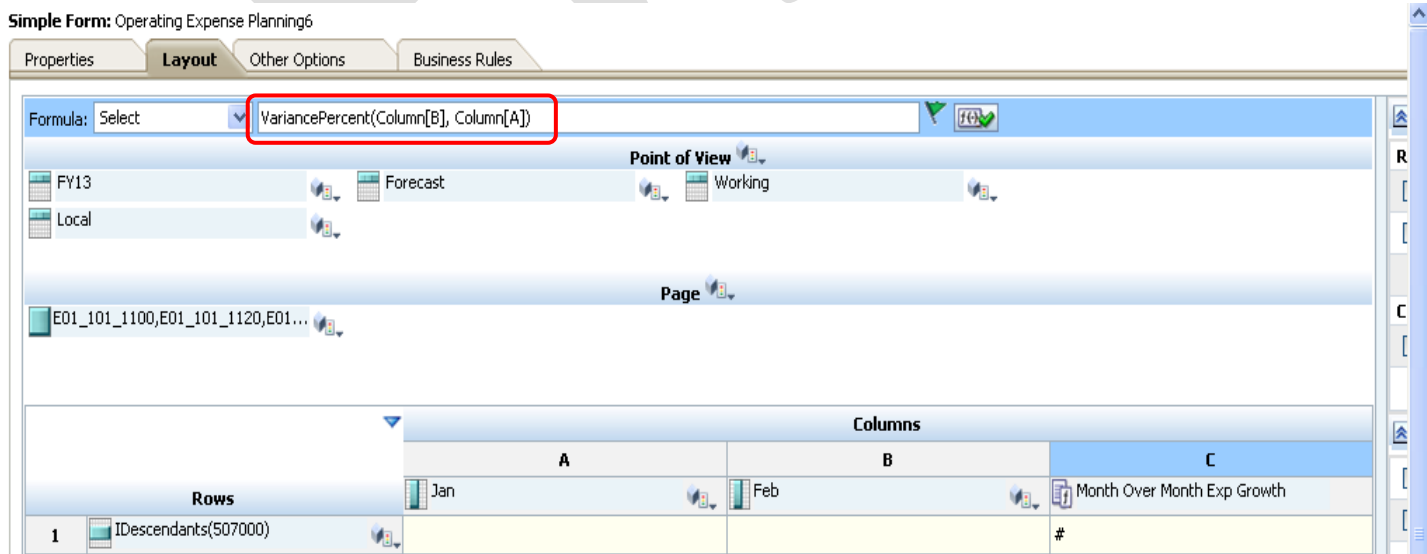 Simple Form: Operating Expense Planning6
Properties Layout Other Options Business Rules
Formula: Select VariancePercent(Column[B], Column[A])
Point of View
FY13 Forecast Working
Local
Page
E01_101_1100,E01_101_1120,E01...
Columns
A B C
Rows Jan Feb Month Over Month Exp Growth
1 IDescendants(507000) #
R
C